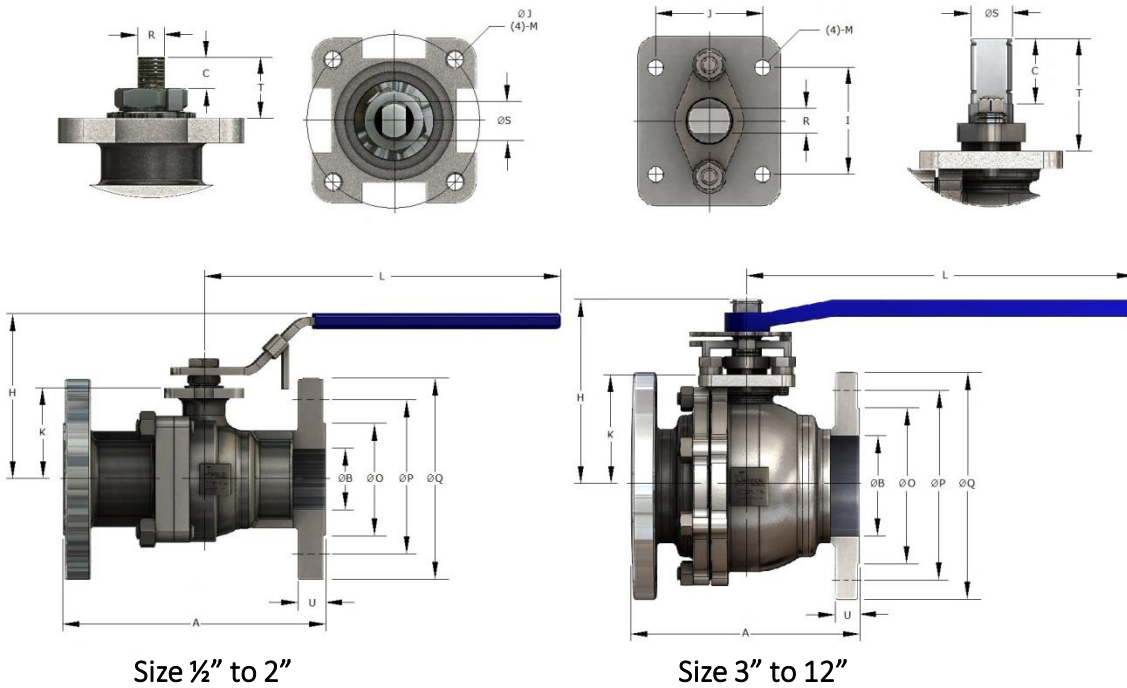 R
C
T
ØJ
(4)-M
ØS
J
(4)-M
R
I
ØS
C
T
L
H
K
ØB
ØO
ØP
ØQ
U
A
L
H
K
ØB
ØO
ØP
ØQ
U
A
Size ½” to 2”
Size 3” to 12”